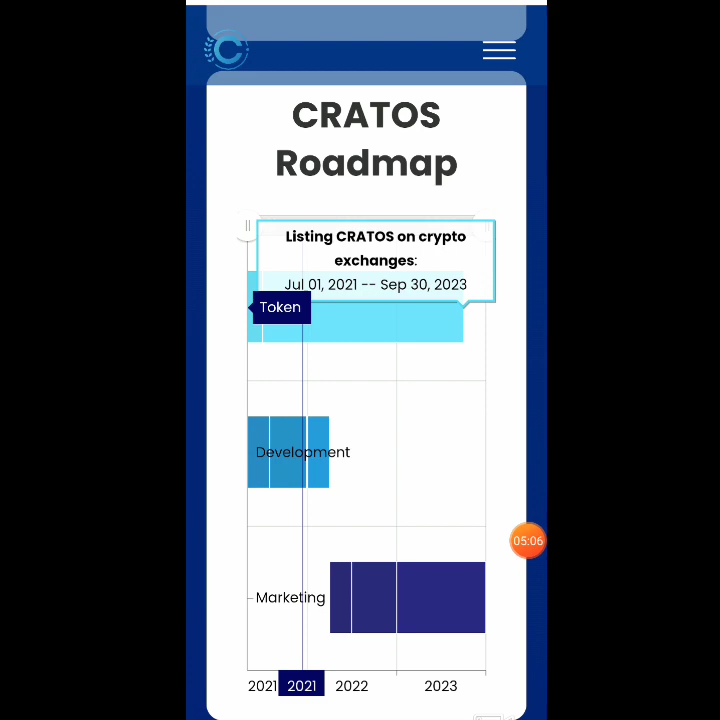 CRATOS
Roadmap
Listing CRATOS on crypto
exchanges:
Jul 01, 2021 -- Sep 30, 2023
Token
Development
05:06
Marketing
2021 2021 2022 2023